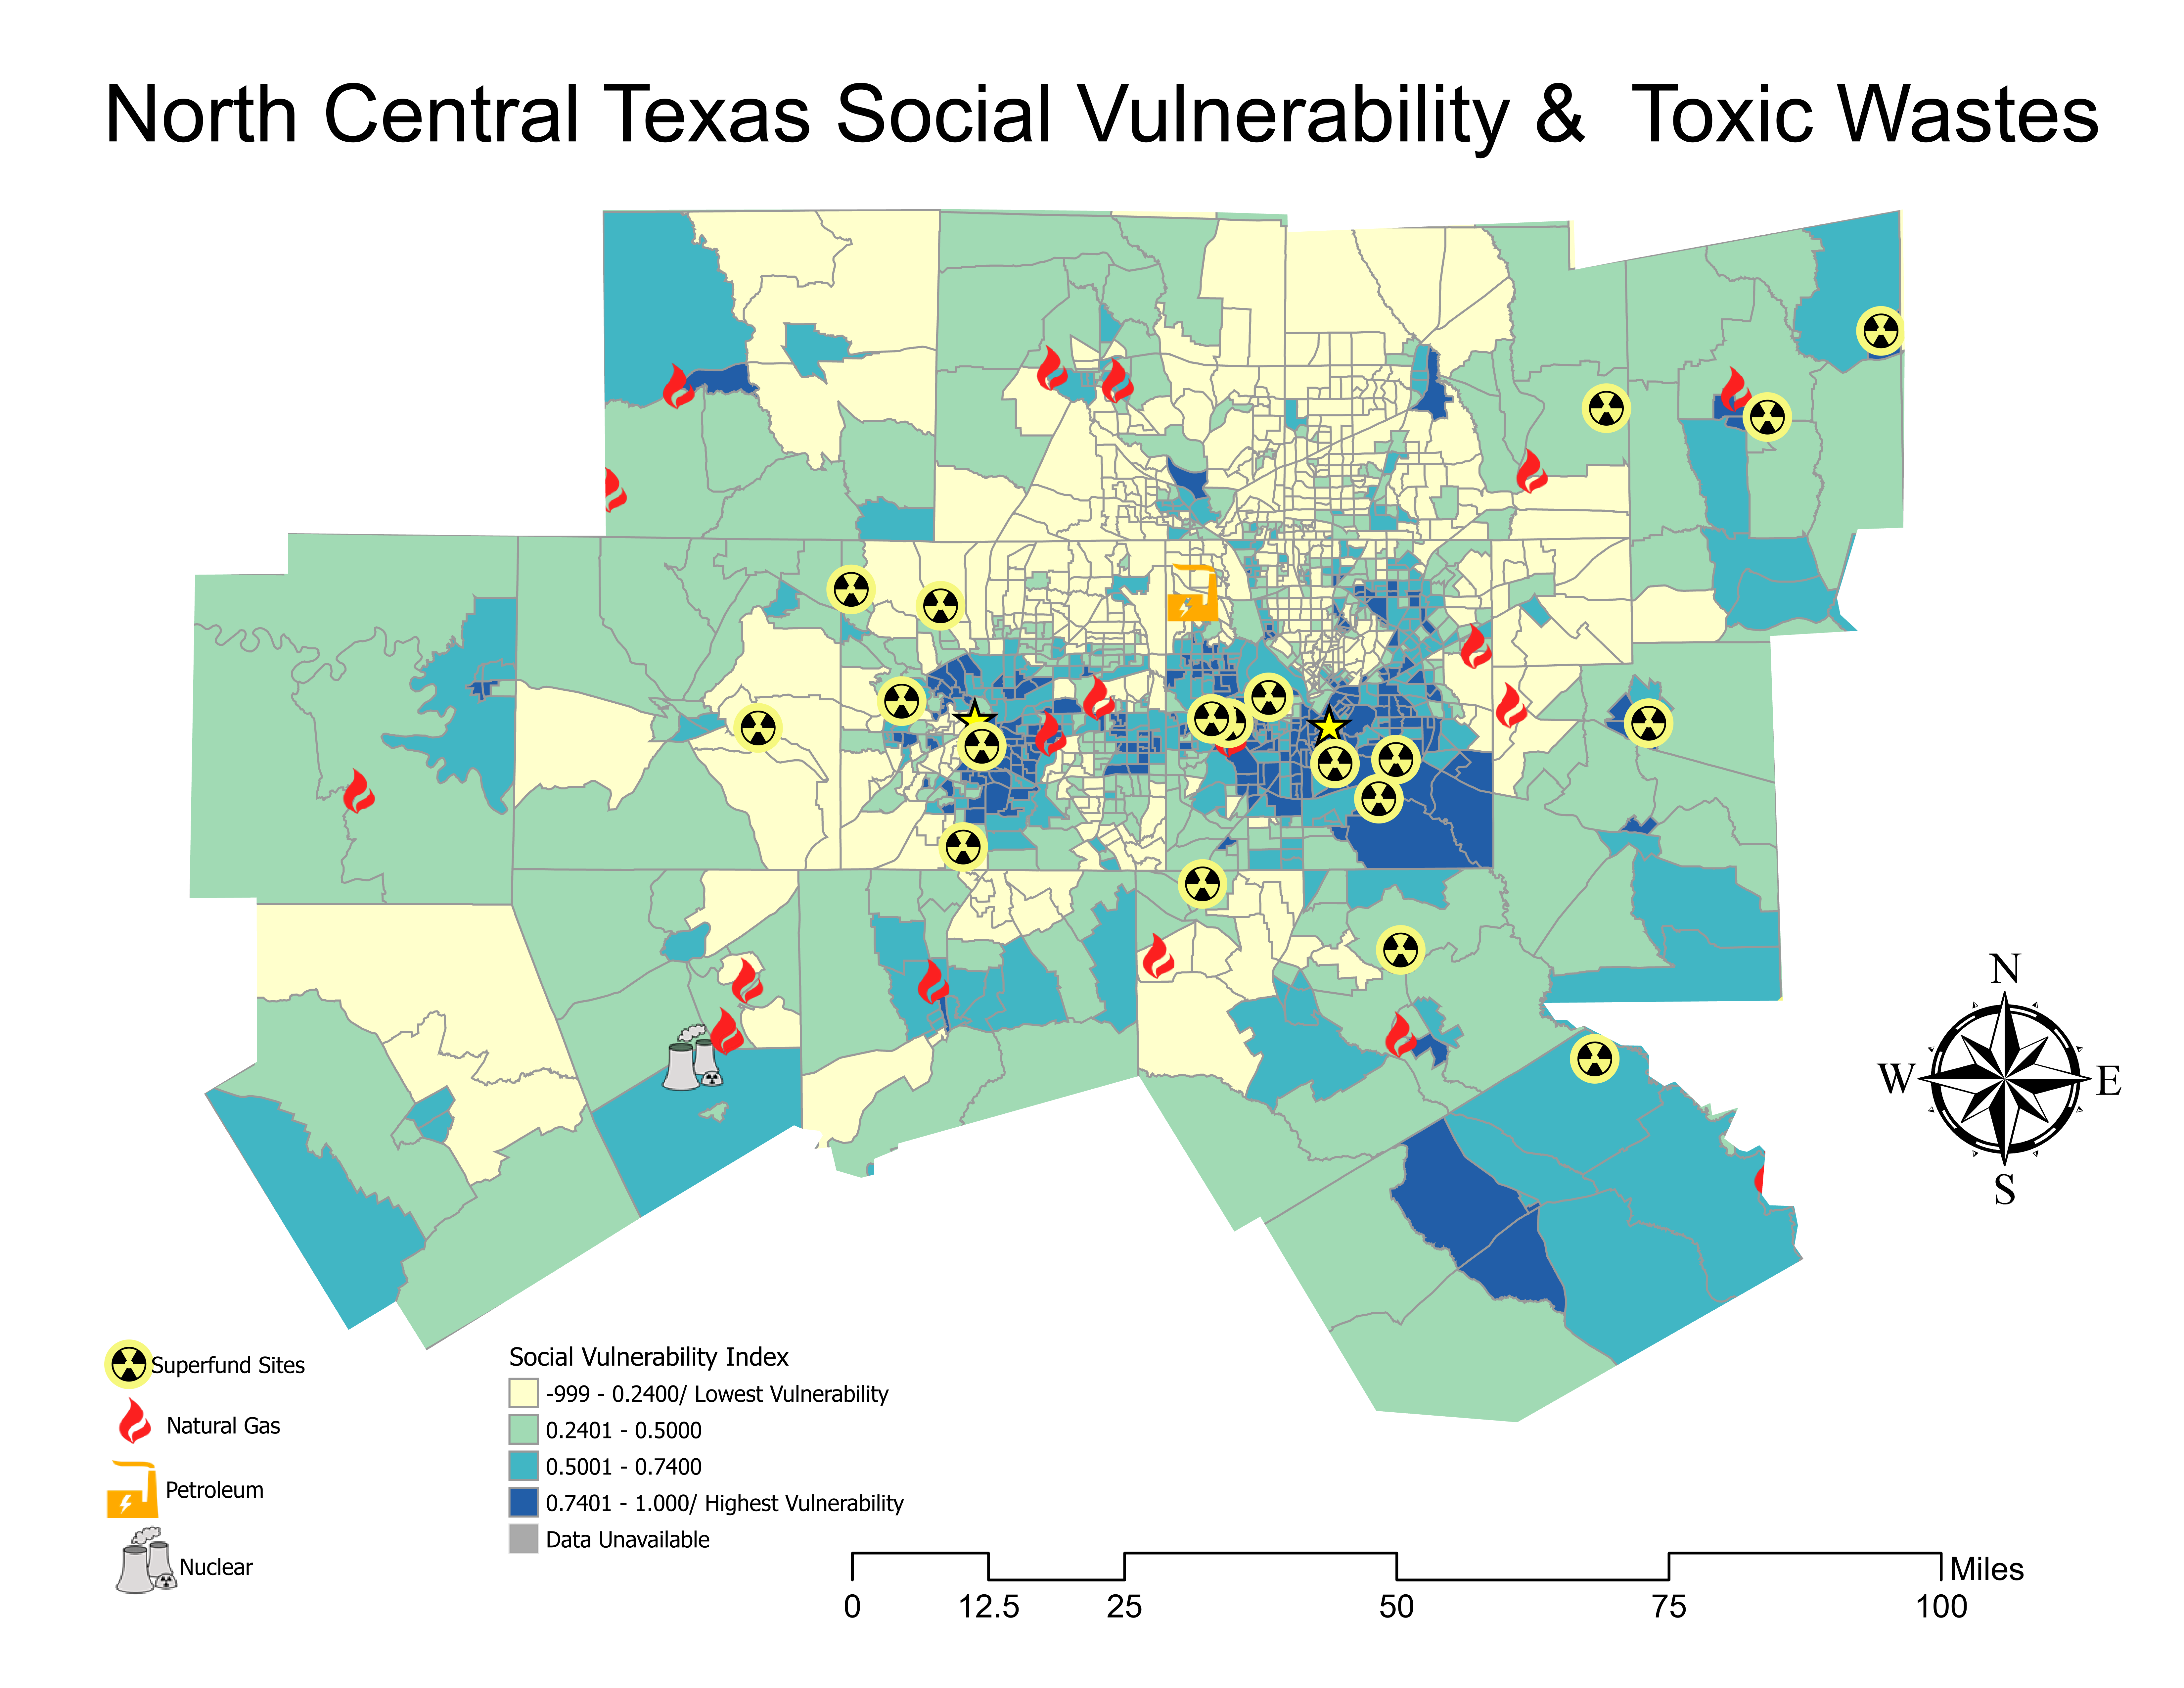 North Central Texas Social Vulnerability &  Toxic Wastes
N
W E
S
Superfund Sites
Natural Gas
Petroleum
Nuclear
Social Vulnerability Index
-999 - 0.2400/ Lowest Vulnerability
0.2401 - 0.5000
0.5001 - 0.7400
0.7401 - 1.000/ Highest Vulnerability
Data Unavailable
Miles
0 12.5 25 50 75 100